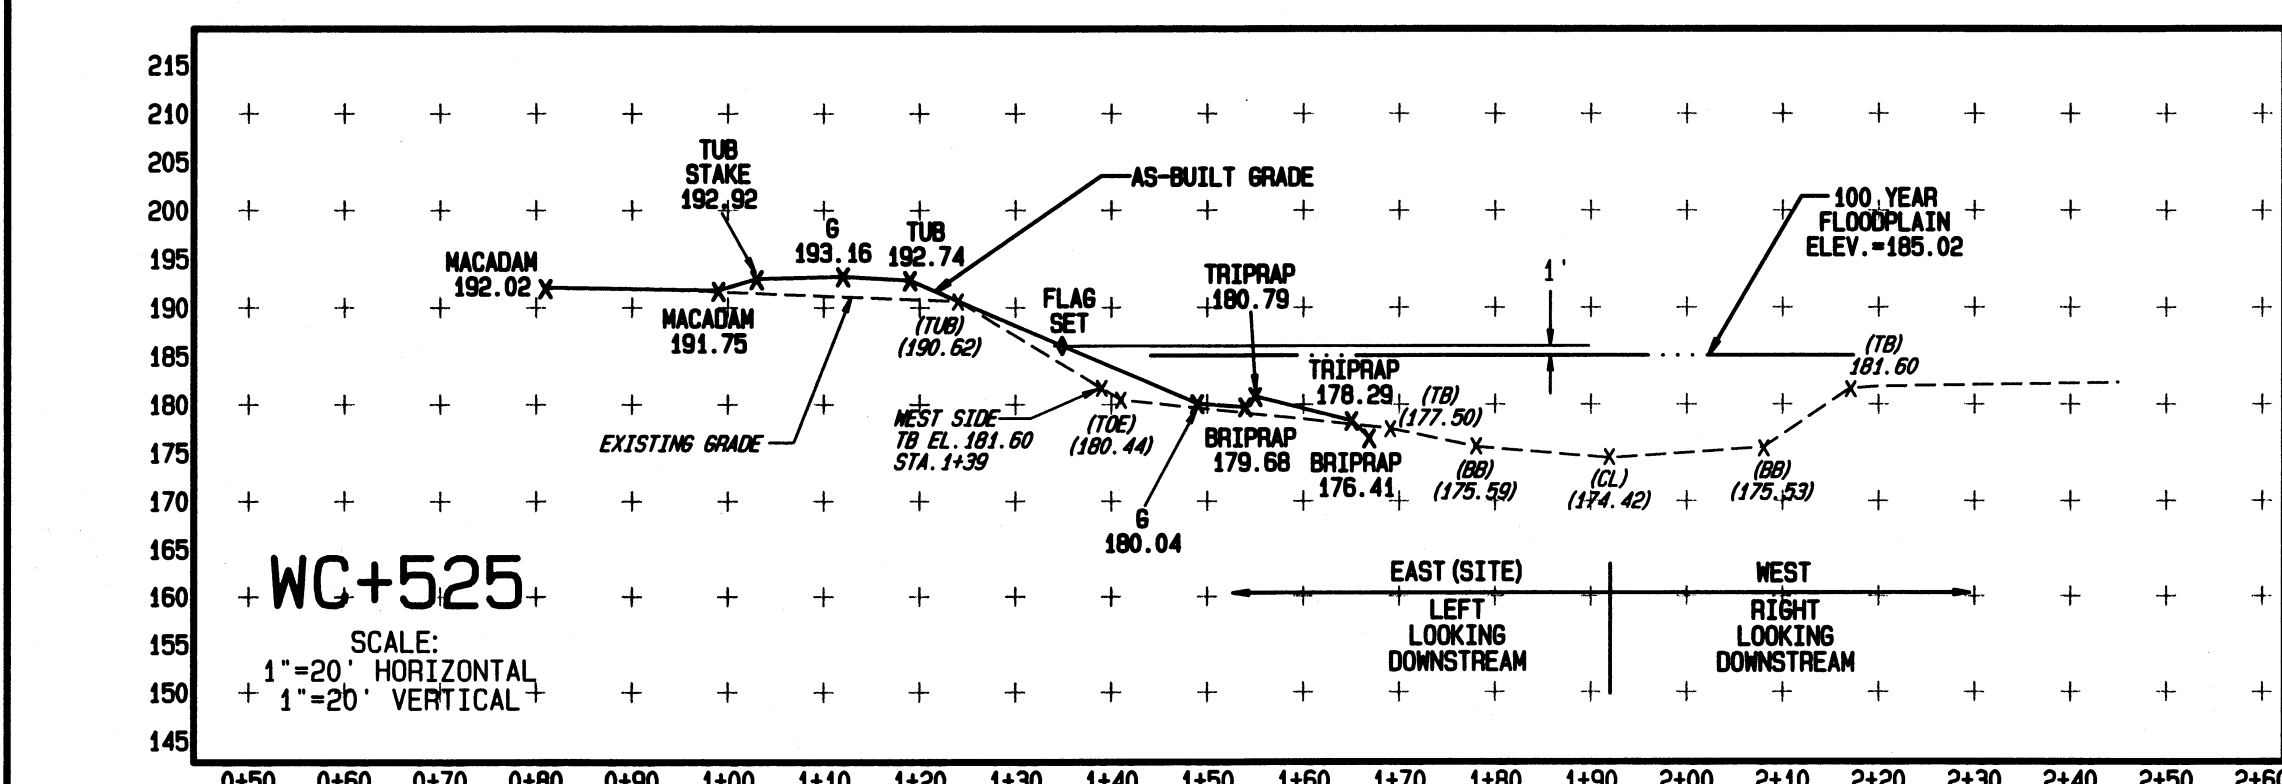 215
210
205
200
195
190
185
180
175
170
165
160
155
150
145
TUB
STAKE
192.92
AS-BUILT GRADE
100 YEAR
FLOODPLAIN
ELEV.=185.02
G
193.16
TUB
192.74
MACADAM
192.02
MACADAM
191.75
(TUB)
(190.62)
FLAG
SET
TRIPRAP
180.79
1'
TRIPRAP
178.29
(TB)
(177.50)
(TB)
181.60
EXISTING GRADE
WEST SIDE
TB EL.181.60
STA.1+39
(TOE)
(180.44)
BRIPRAP
179.68
BRIPRAP
176.41
(BB)
(175.59)
(CL)
(174.42)
(BB)
(175.53)
G
180.04
WC+525
SCALE:
1"=20' HORIZONTAL
1"=20' VERTICAL
EAST (SITE)
LEFT
LOOKING
DOWNSTREAM
WEST
RIGHT
LOOKING
DOWNSTREAM
0+50 0+60 0+70 0+80 0+90 1+00 1+10 1+20 1+30 1+40 1+50 1+60 1+70 1+80 1+90 2+00 2+10 2+20 2+30 2+40 2+50 2+60